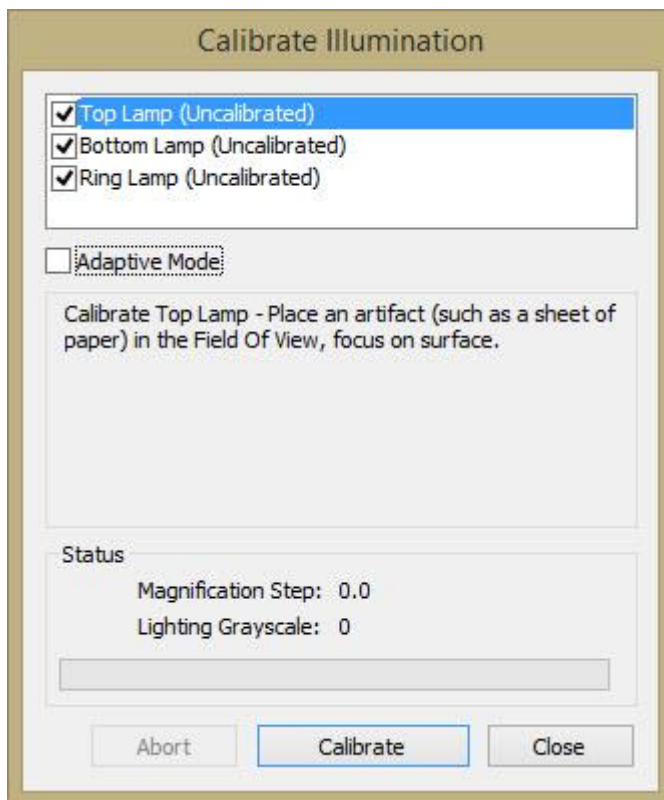 Calibrate Illumination
Top Lamp (Uncalibrated)
Bottom Lamp (Uncalibrated)
Ring Lamp (Uncalibrated)
Adaptive Mode
Calibrate Top Lamp - Place an artifact (such as a sheet of
paper) in the Field Of View, focus on surface.
Status
Magnification Step: 0.0
Lighting Grayscale: 0
Abort Calibrate Close